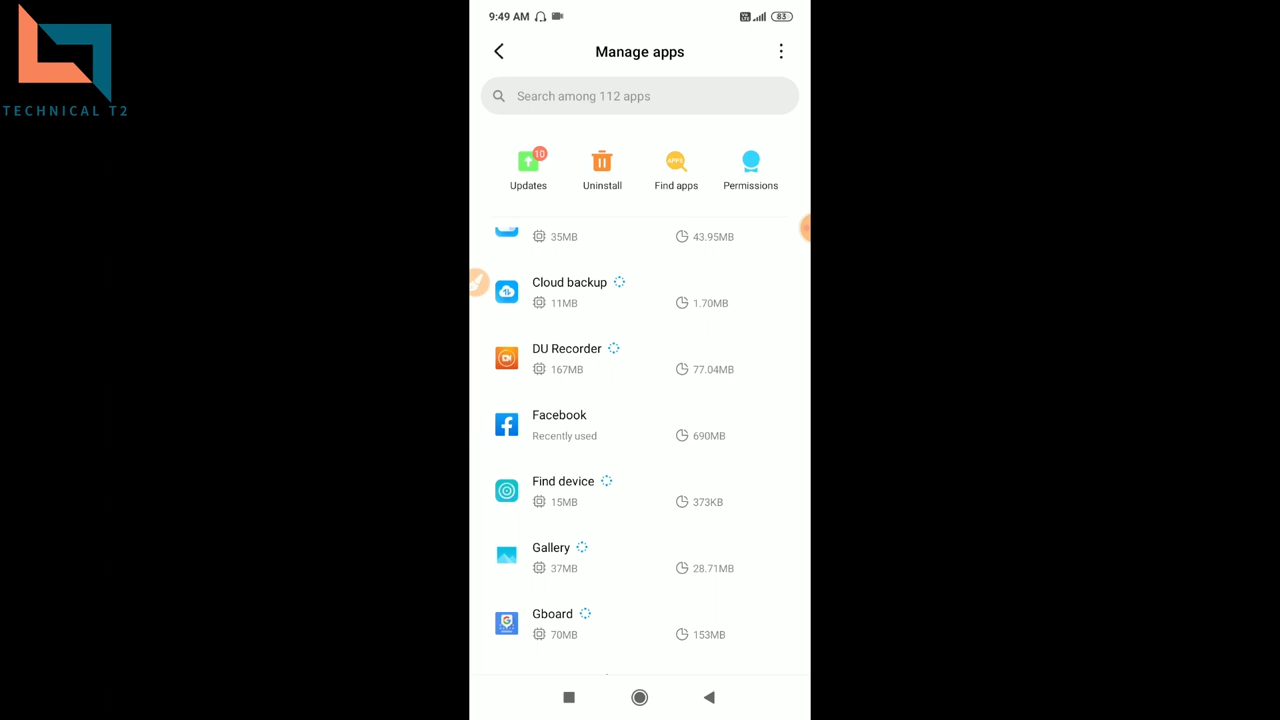 TECHNICAL T2
9:49 AM
83
Manage apps
Search among 112 apps
10
APPS
Updates
Uninstall
Find apps
Permissions
35MB
43.95MB
Cloud backup
11MB
1.70MB
DU Recorder
167MB
77.04MB
Facebook
Recently used
690MB
Find device
15MB
373KB
Gallery
37MB
28.71MB
Gboard
70MB
153MB